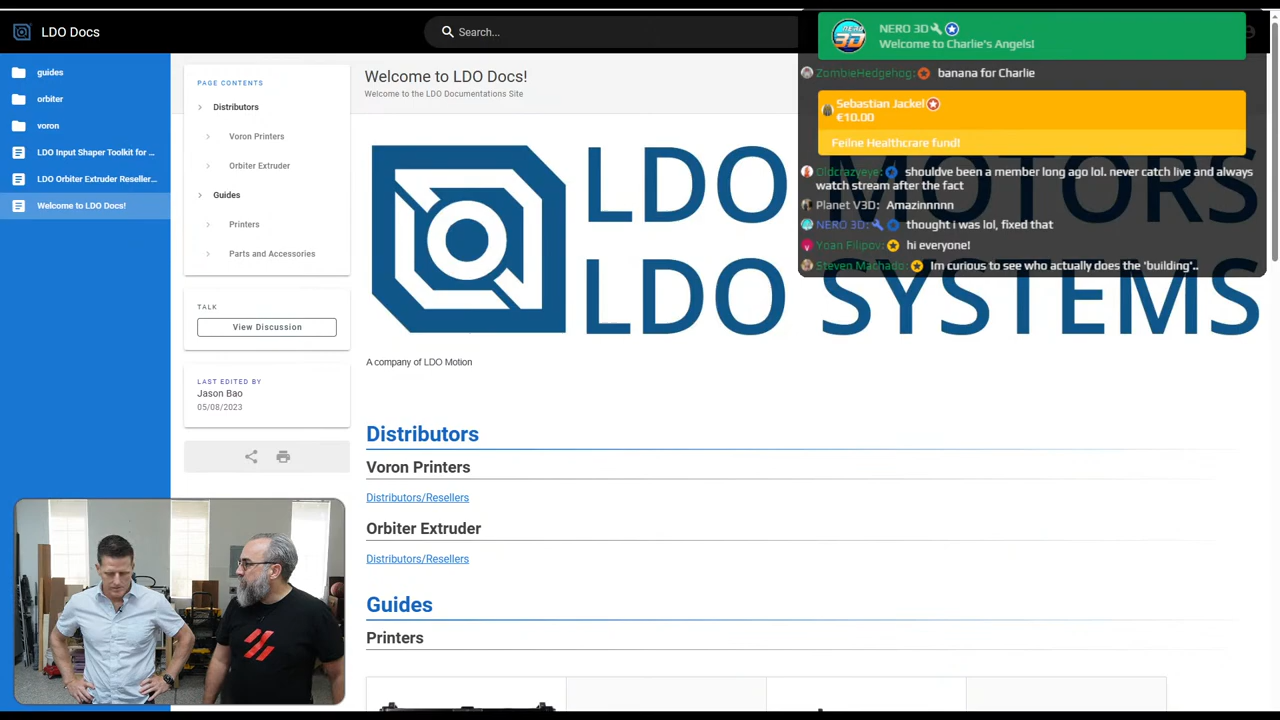 LDO Docs
Search...
guides
orbiter
voron
LDO Input Shaper Toolkit for ...
LDO Orbiter Extruder Reseller...
Welcome to LDO Docs!
PAGE CONTENTS
Distributors
Voron Printers
Orbiter Extruder
Guides
Printers
Parts and Accessories
TALK
View Discussion
LAST EDITED BY
Jason Bao
05/08/2023
Welcome to LDO Docs!
Welcome to the LDO Documentations Site
LDO MOTORS
LDO SYSTEMS
A company of LDO Motion
Distributors
Voron Printers
Distributors/Resellers
Orbiter Extruder
Distributors/Resellers
Guides
Printers
NERO 3D
NERO 3D
Welcome to Charlie's Angels!
ZombieHedgehog: banana for Charlie
Sebastian Jackel
€10.00
Feline Healthcrare fund!
Oldcrazyeye: shouldve been a member long ago lol. never catch live and always
watch stream after the fact
Planet V3D: Amazinnnnn
NERO 3D: thought i was lol, fixed that
Yoan Filipov: hi everyone!
Steven Machado: Im curious to see who actually does the 'building'..